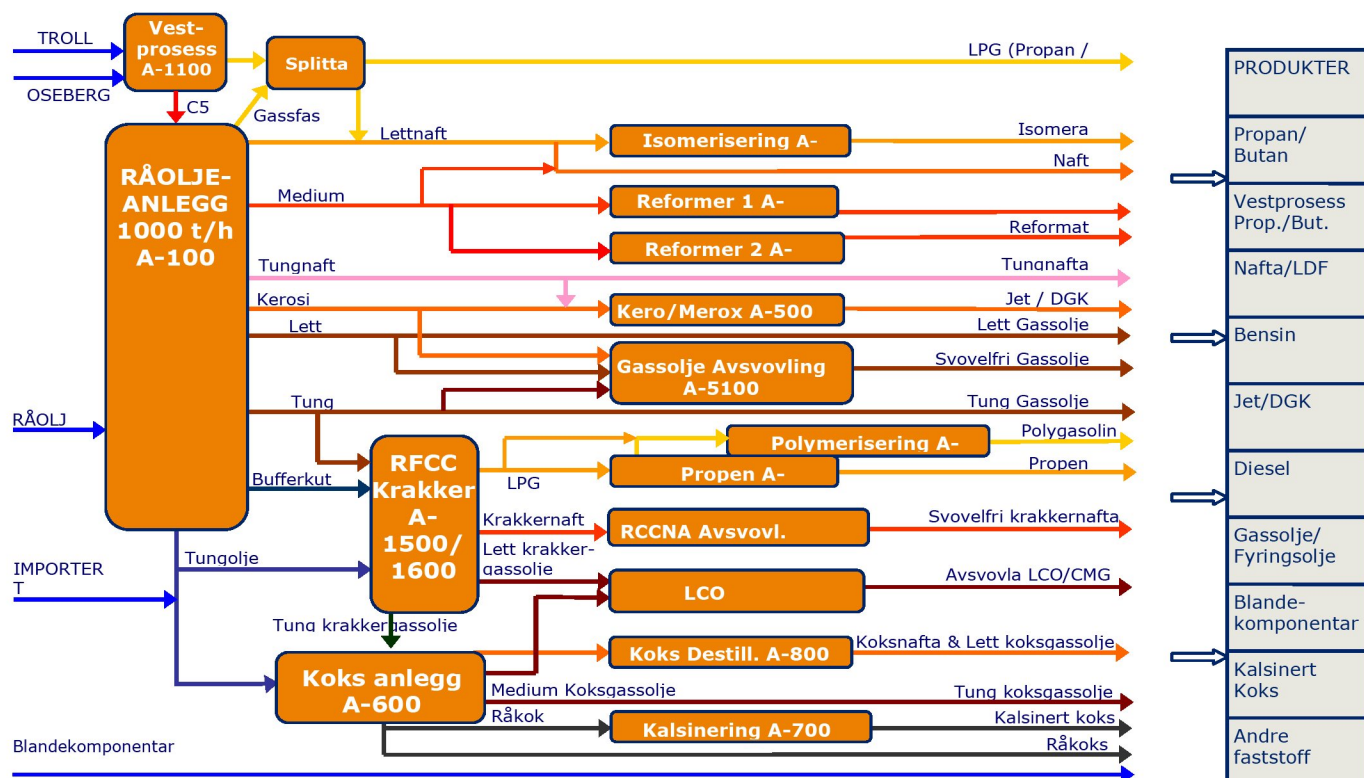 TROLL
OSEBERG
Vest-
prosess
A-1100
Splitta
LPG (Propan /
C5
Gassfas
RÅOLJE-
ANLEGG
1000 t/h
A-100
Lettnaft
Isomerisering A-
Isomera
Naft
Medium
Reformer 1 A-
Reformat
Reformer 2 A-
Tungnaft
Tungnafta
Kerosi
Kero/Merox A-500
Jet / DGK
Lett
Lett Gassolje
Gassolje Avsvovling
A-5100
Svovelfri Gassolje
Tung
Tung Gassolje
RÅOLJ
RFCC
Krakker
A-
1500/
1600
Polymerisering A-
Polygasolin
LPG
Propen A-
Propen
Bufferkut
Krakkernaft
RCCNA Avsvovl.
Svovelfri krakkernafta
Lett krakker-
gassolje
Tungolje
IMPORTER
T
LCO
Avsvovla LCO/CMG
Tung krakkergassolje
Koks anlegg
A-600
Koks Destill. A-800
Koksnafta & Lett koksgassolje
Medium Koksgassolje
Tung koksgassolje
Råkok
Kalsinering A-700
Kalsinert koks
Råkoks
Blandekomponentar
PRODUKTER
Propan/
Butan
Vestprosess
Prop./But.
Nafta/LDF
Bensin
Jet/DGK
Diesel
Gassolje/
Fyringsolje
Blande-
komponentar
Kalsinert
Koks
Andre
faststoff